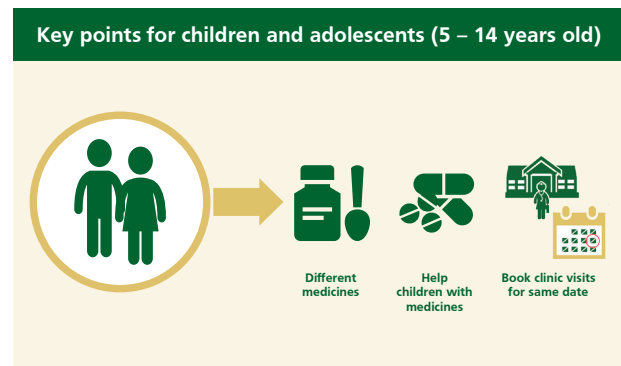 Key points for children and adolescents (5 – 14 years old)
Different
medicines
Help
children with
medicines
Book clinic visits
for same date